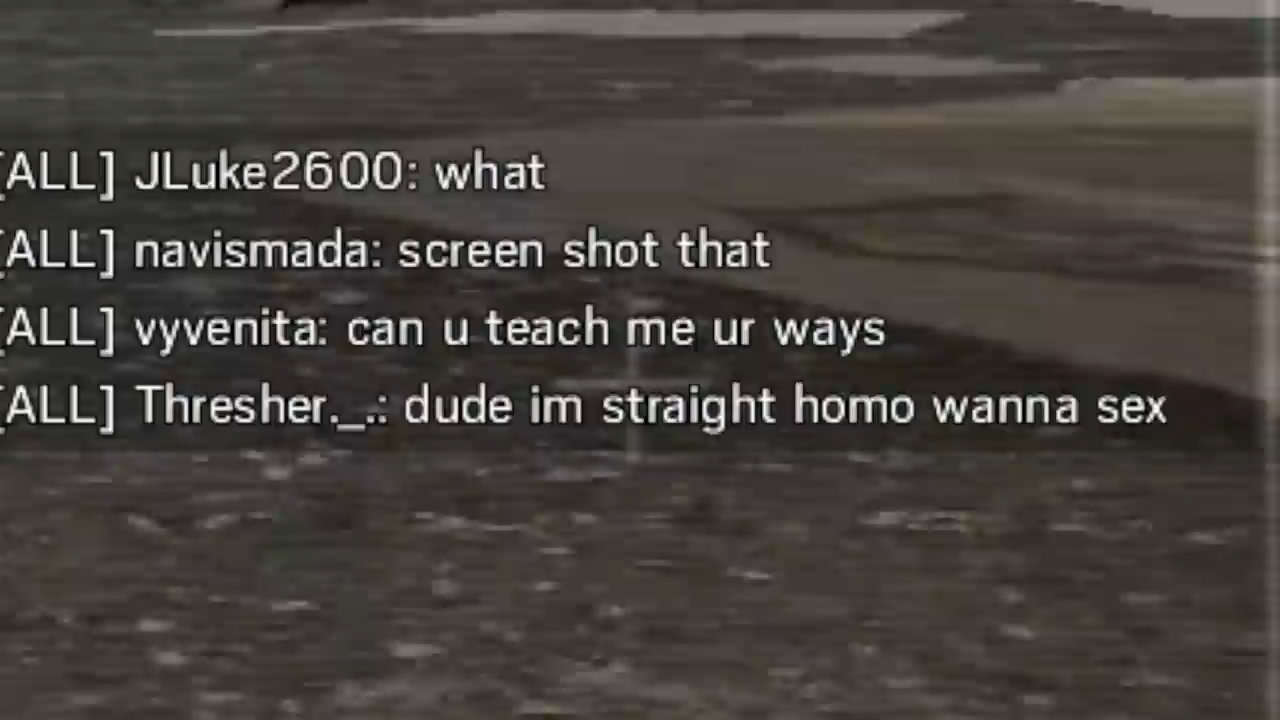 [ALL] JLuke2600: what
[ALL] navismada: screen shot that
[ALL] vyvenita: can u teach me ur ways
[ALL] Thresher._.: dude im straight homo wanna sex